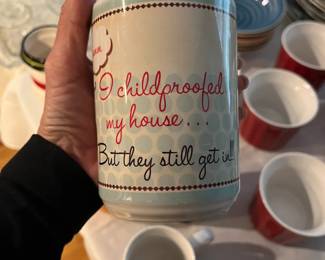 I childproofed
my house...
But they still get in!!